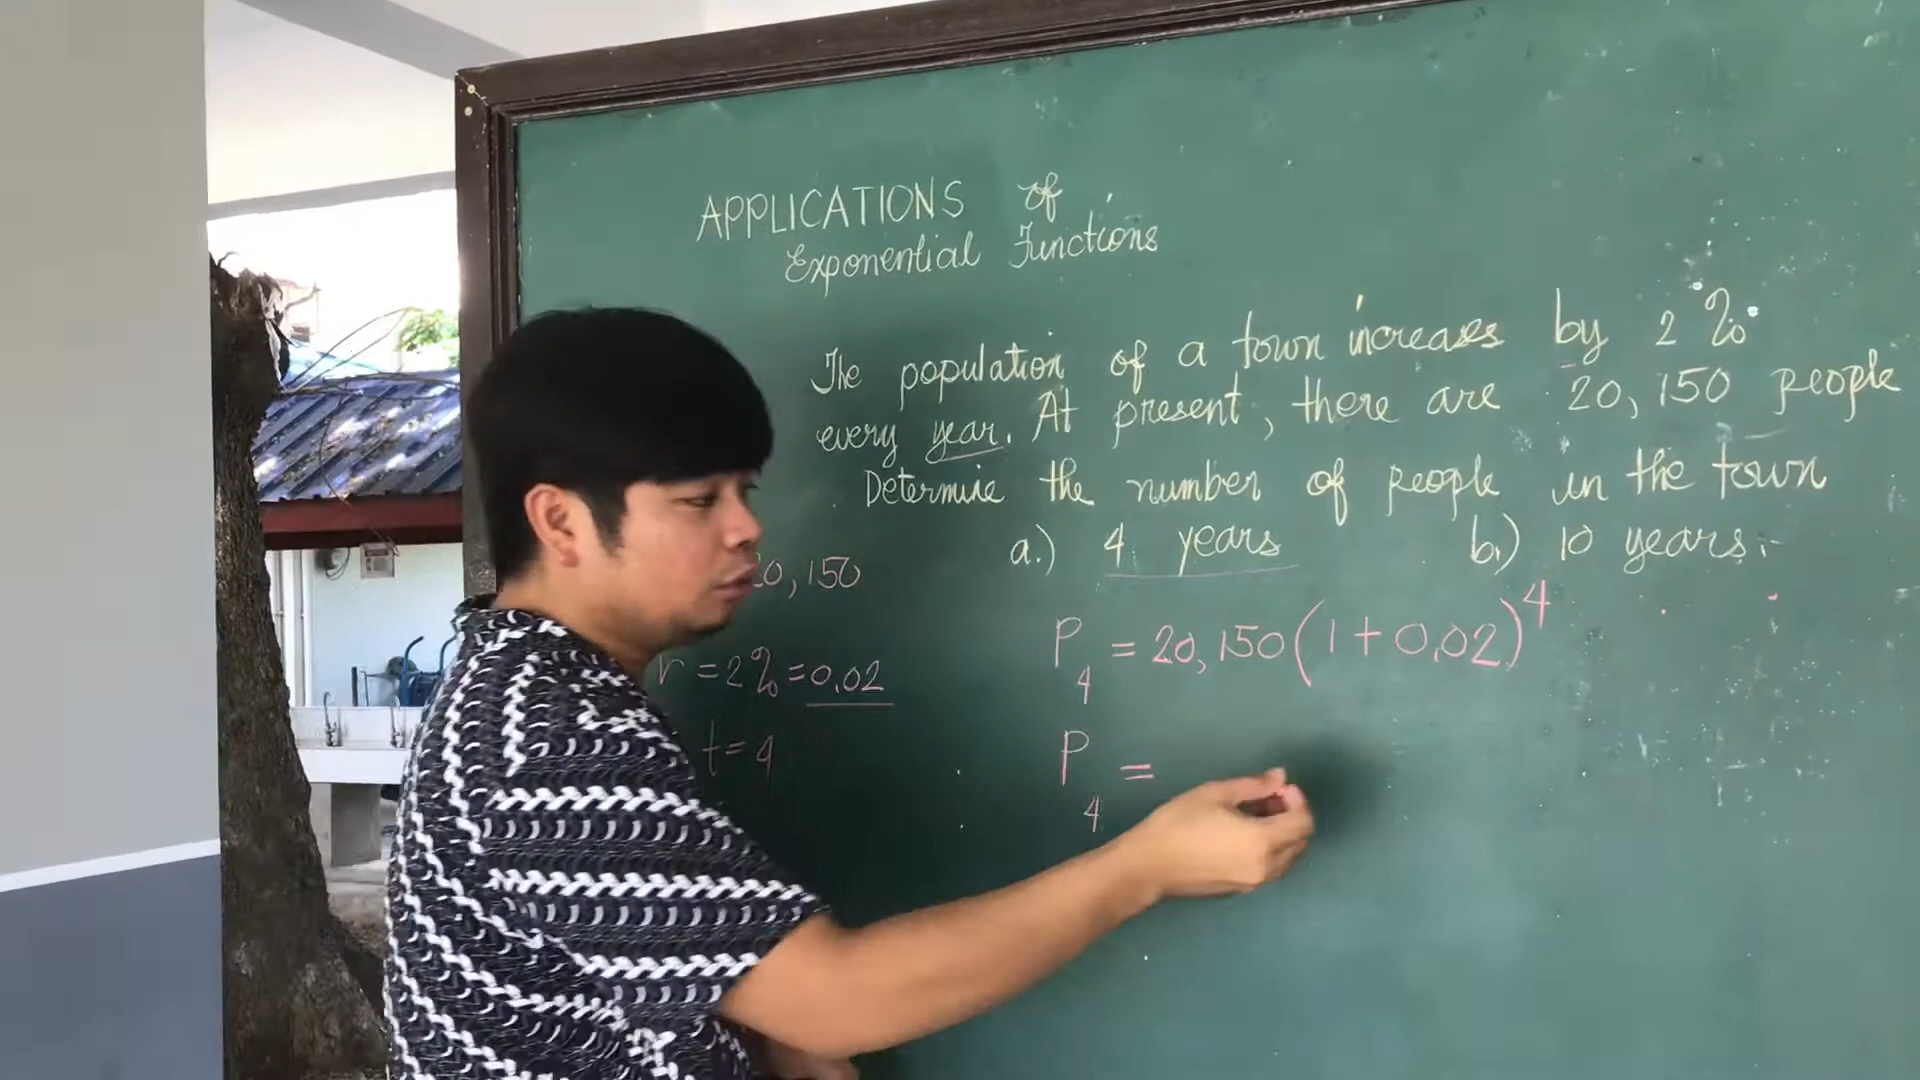 APPLICATIONS of
Exponential Functions
The population of a town increases by 2%
every year. At present, there are 20,150 people
Determine the number of people in the town
a.) 4 years b.) 10 years.
0,150
r = 2% = 0.02
t = 4
P₄ = 20,150(1+0.02)⁴
P₄ =